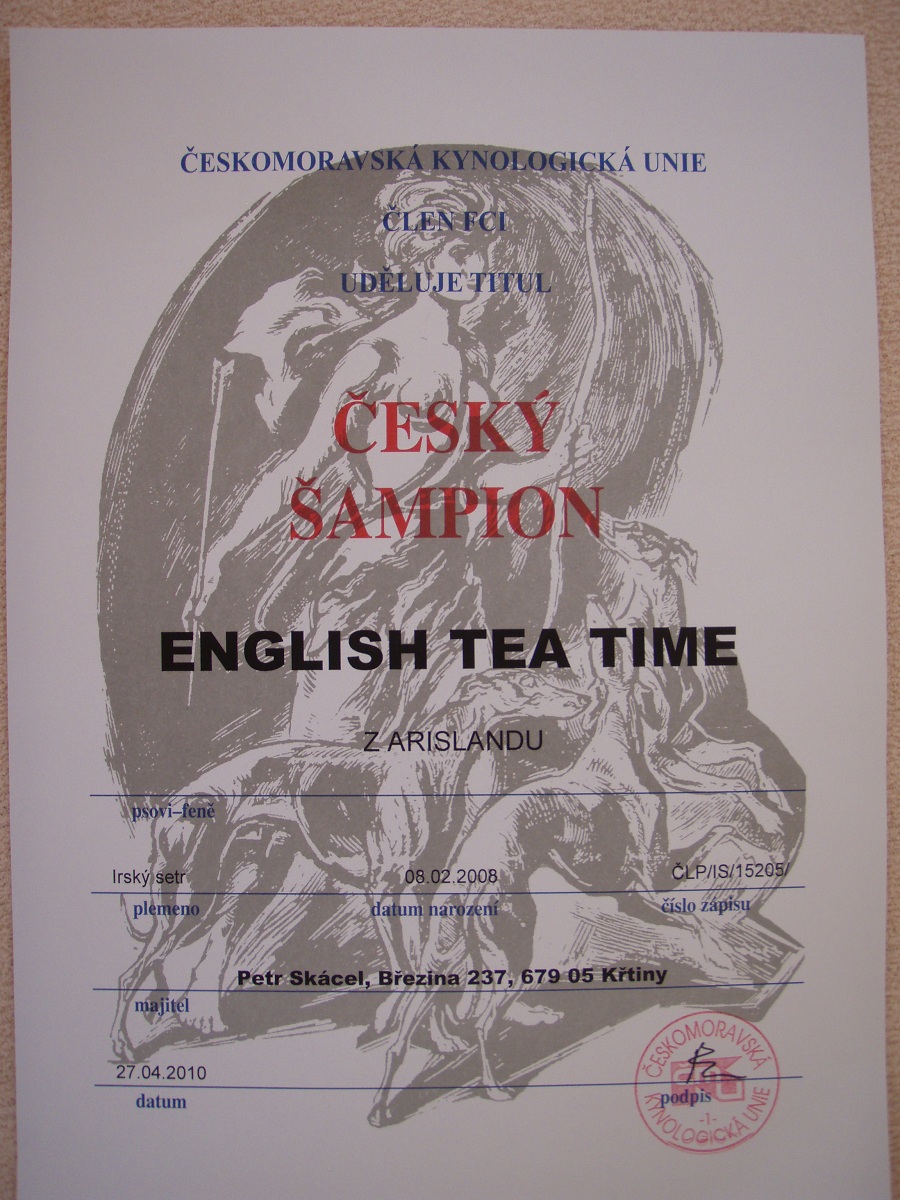 ČESKOMORAVSKÁ KYNOLOGICKÁ UNIE
ČLEN FCI
UDĚLUJE TITUL
ČESKÝ
ŠAMPION
ENGLISH TEA TIME
Z ARISLANDU
psovi–feně
Irský setr 08.02.2008 ČLP/IS/15205/
plemeno datum narození číslo zápisu
Petr Skácel, Březina 237, 679 05 Křtiny
majitel
27.04.2010
datum podpis
ČESKOMORAVSKÁ
KYNOLOGICKÁ UNIE
-1-